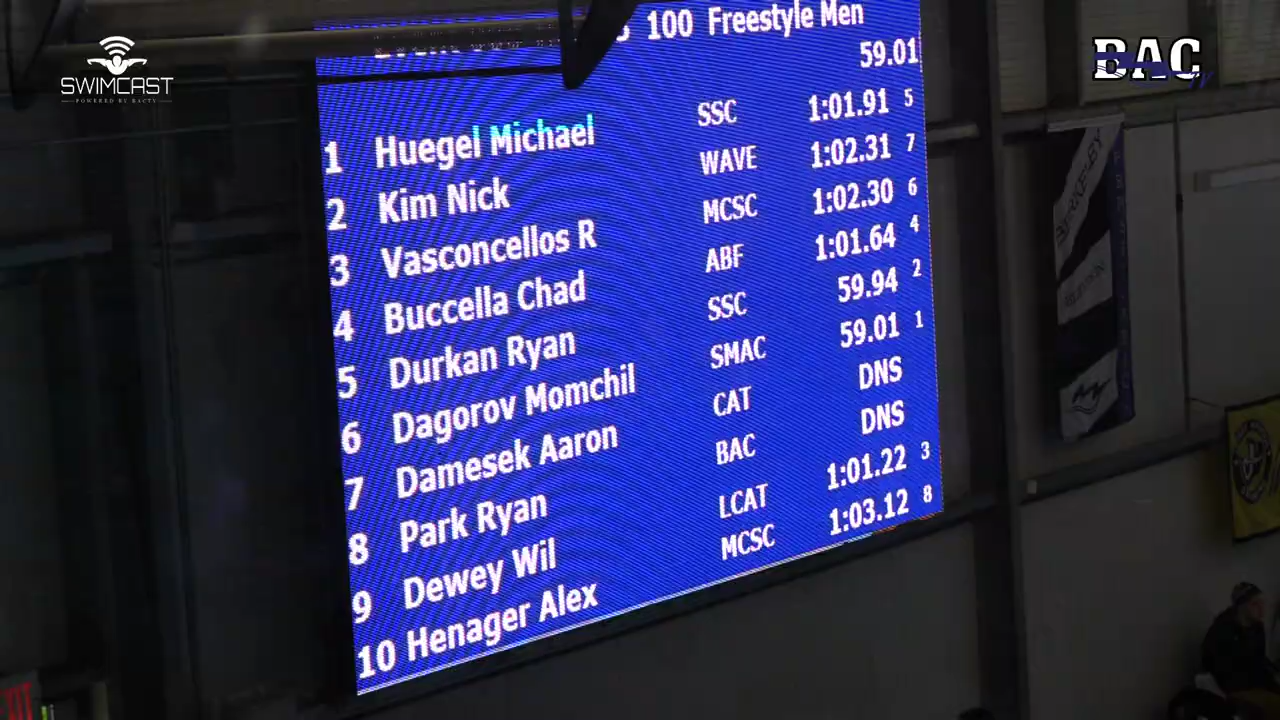 SWIMCAST
POWERED BY BACTV
BAC
100 Freestyle Men
59.01
1 Huegel Michael SSC 1:01.91 5
2 Kim Nick WAVE 1:02.31 7
3 Vasconcellos R MCSC 1:02.30 6
4 Buccella Chad ABF 1:01.64 4
5 Durkan Ryan SSC 59.94 2
6 Dagorov Momchil SMAC 59.01 1
7 Damesek Aaron CAT DNS
8 Park Ryan BAC DNS
9 Dewey Wil LCAT 1:01.22 3
10 Henager Alex MCSC 1:03.12 8
BERKELEY